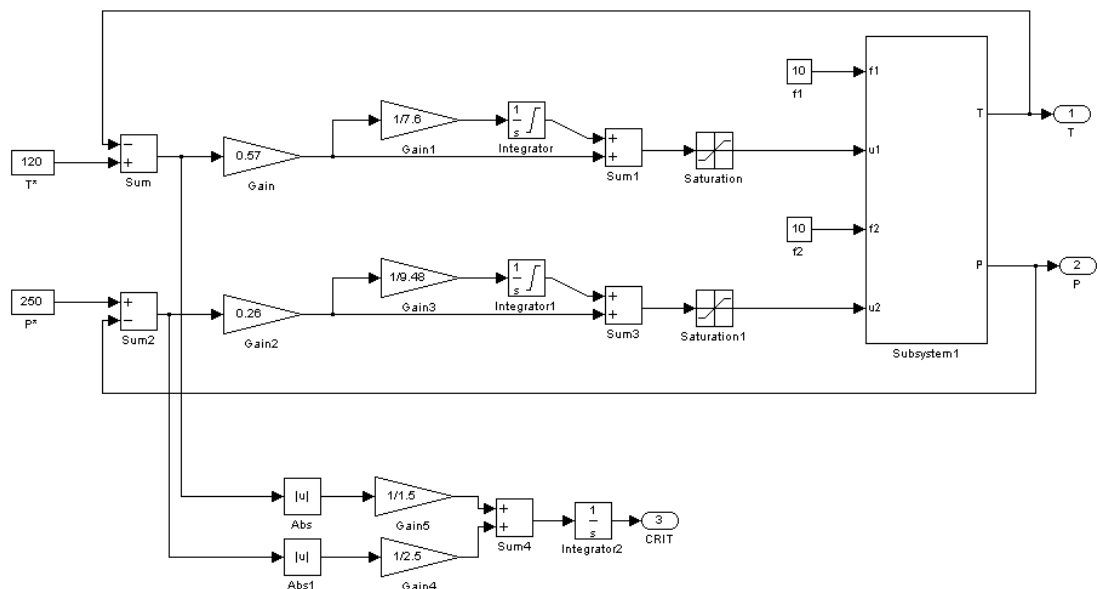 10
f1
f1
1/7.6
Gain1
1
s
Integrator
T
1
T
−
+
120
T*
Sum
0.57
Gain
+
+
Sum1
Saturation
u1
10
f2
f2
1/9.48
Gain3
1
s
Integrator1
P
2
P
250
P*
+
−
Sum2
0.26
Gain2
+
+
Sum3
Saturation1
u2
Subsystem1
|u|
Abs
1/1.5
Gain5
+
+
Sum4
1
s
Integrator2
3
CRIT
|u|
Abs1
1/2.5
Gain4